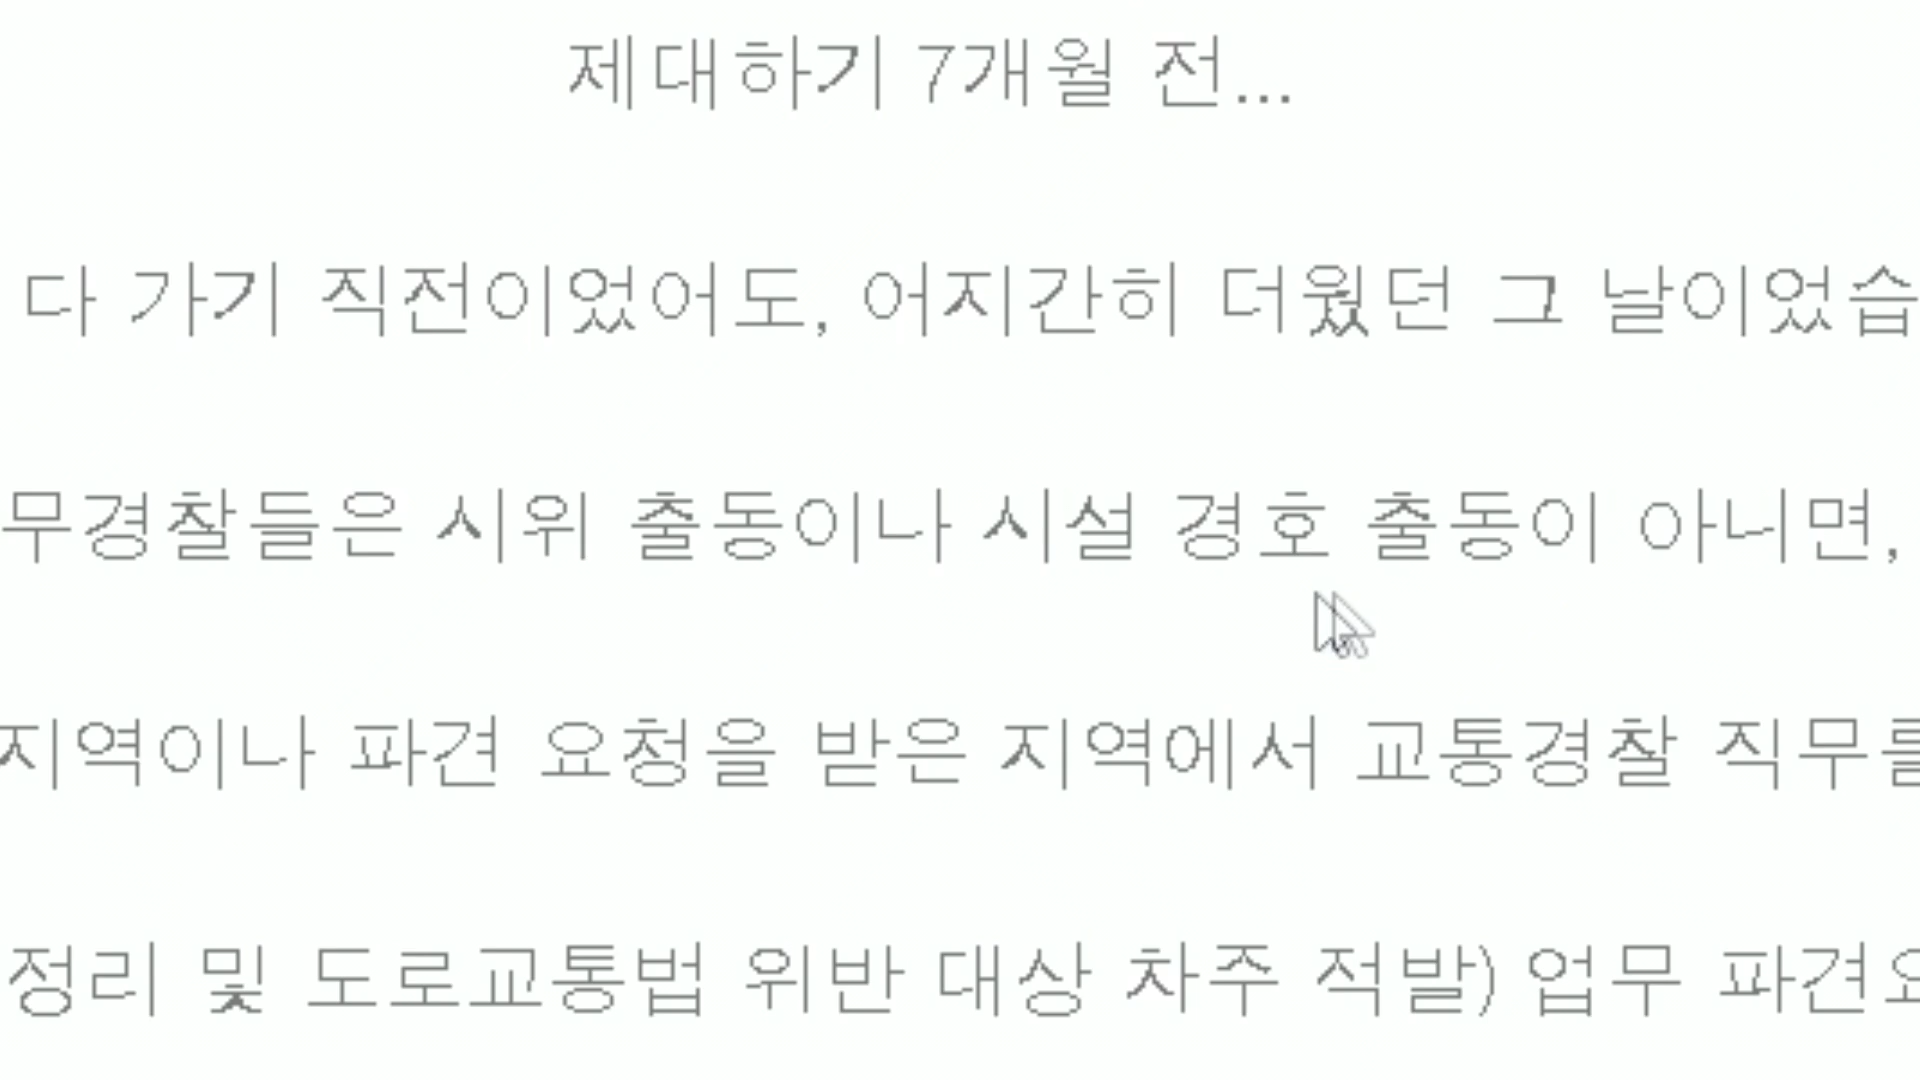 제대하기 7개월 전...
다 가기 직전이었어도, 어지간히 더웠던 그 날이었습
무경찰들은 시위 출동이나 시설 경호 출동이 아니면,
지역이나 파견 요청을 받은 지역에서 교통경찰 직무를
정리 및 도로교통법 위반 대상 차주 적발) 업무 파견요